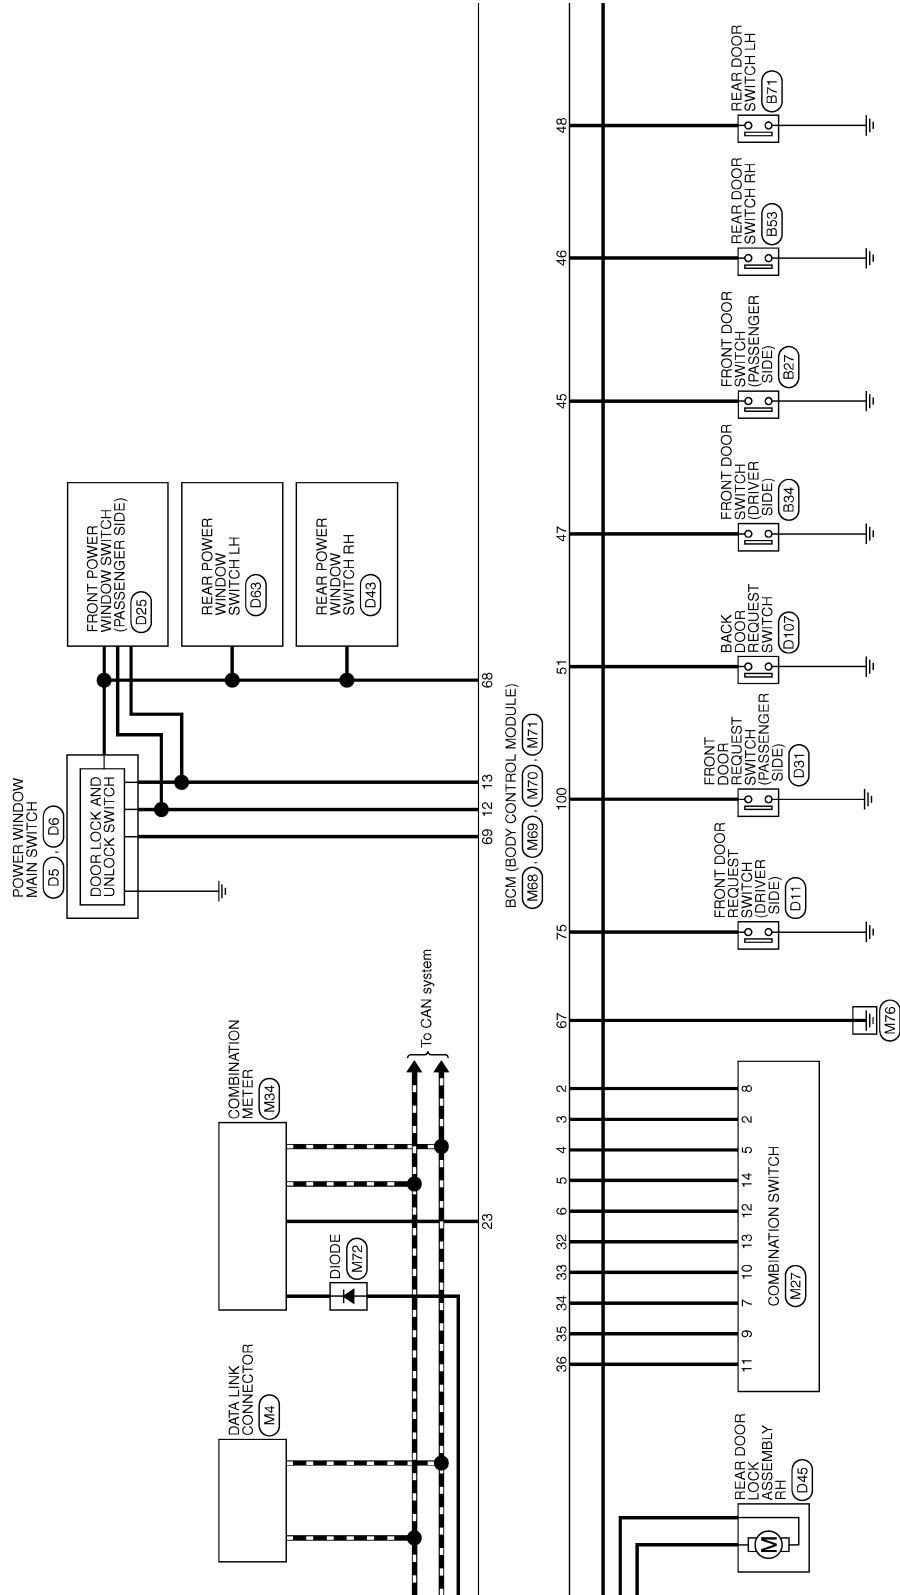 POWER WINDOW
MAIN SWITCH
D5 , D6
DOOR LOCK AND
UNLOCK SWITCH
FRONT POWER
WINDOW SWITCH
(PASSENGER SIDE)
D25
REAR POWER
WINDOW
SWITCH LH
D63
REAR POWER
WINDOW
SWITCH RH
D43
DATA LINK
CONNECTOR
M4
COMBINATION
METER
M34
DIODE
M72
To CAN system
23
69
12
13
68
BCM (BODY CONTROL MODULE)
M68 , M69 , M70 , M71
36
35
34
33
32
6
5
4
3
2
67
75
100
51
47
45
46
48
11
9
7
10
13
12
14
5
2
8
COMBINATION SWITCH
M27
REAR DOOR
LOCK
ASSEMBLY
RH
D45
M
M76
FRONT DOOR
REQUEST
SWITCH
(DRIVER
SIDE)
D11
FRONT
DOOR
REQUEST
SWITCH
(PASSENGER
SIDE)
D31
BACK
DOOR
REQUEST
SWITCH
D107
FRONT DOOR
SWITCH
(DRIVER
SIDE)
B34
FRONT DOOR
SWITCH
(PASSENGER
SIDE)
B27
REAR DOOR
SWITCH RH
B53
REAR DOOR
SWITCH LH
B71